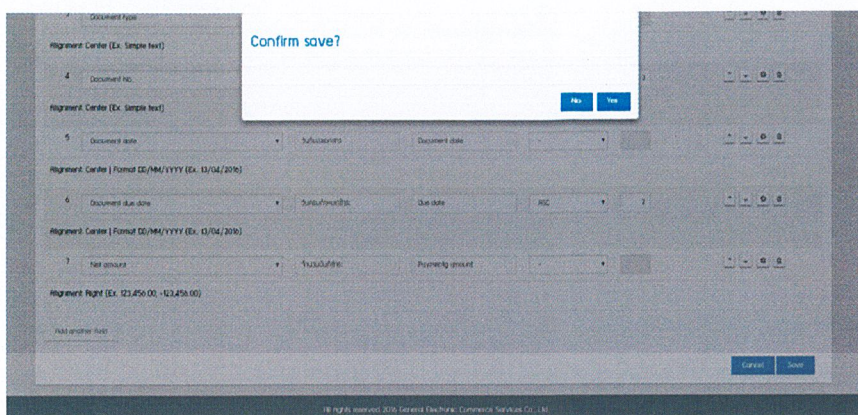 3 Document type
Alignment: Center (Ex. Simple text)
Confirm save?
4 Document No.
No Yes
Alignment: Center (Ex. Simple text)
5 Document date Document date -
Alignment: Center | Format DD/MM/YYYY (Ex. 13/04/2016)
6 Document due date Due date ASC 2
Alignment: Center | Format DD/MM/YYYY (Ex. 13/04/2016)
7 Net amount Payment amount -
Alignment: Right (Ex. 123,456.00, -123,456.00)
Add another field
Cancel Save
All rights reserved 2016 General Electronic Commerce Services Co., Ltd.